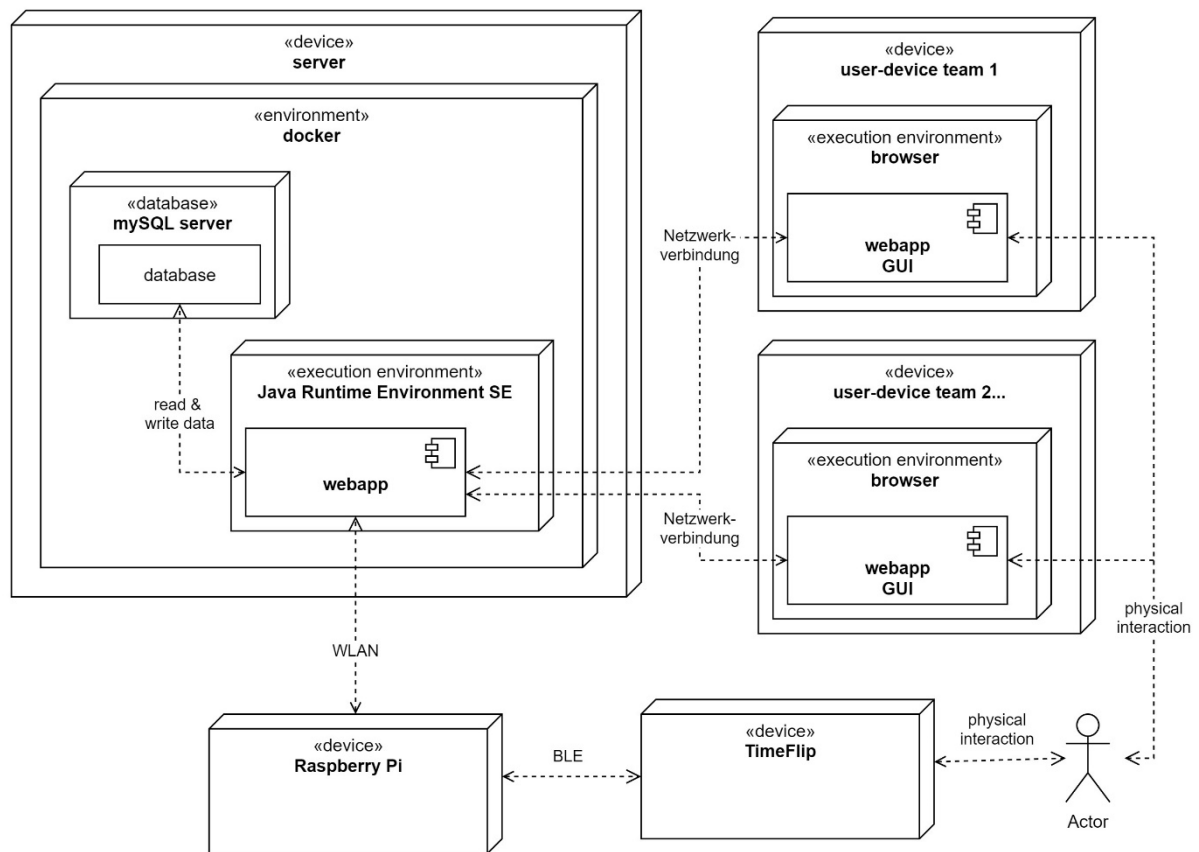 «device»
server
«environment»
docker
«database»
mySQL server
database
read &
write data
«execution environment»
Java Runtime Environment SE
webapp
«device»
user-device team 1
«execution environment»
browser
webapp
GUI
Netzwerk-
verbindung
«device»
user-device team 2...
«execution environment»
browser
webapp
GUI
Netzwerk-
verbindung
physical
interaction
WLAN
«device»
Raspberry Pi
BLE
«device»
TimeFlip
physical
interaction
Actor